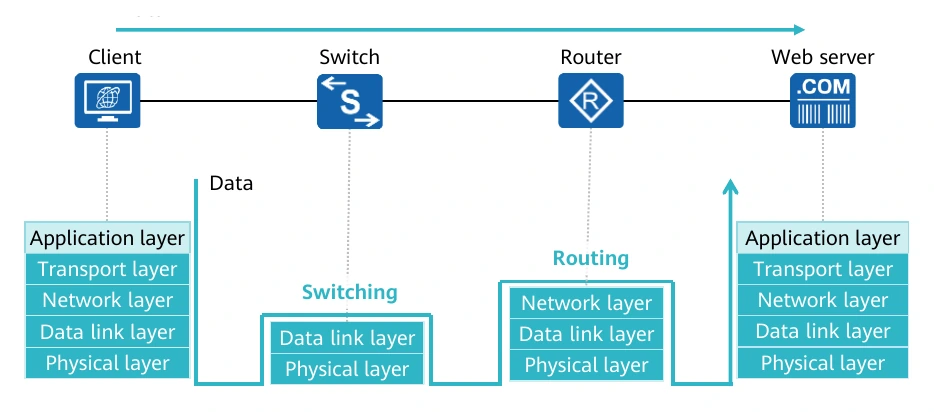 Client
Switch
Router
Web server
S
R
.COM
Data
Application layer
Transport layer
Network layer
Data link layer
Physical layer
Switching
Data link layer
Physical layer
Routing
Network layer
Data link layer
Physical layer
Application layer
Transport layer
Network layer
Data link layer
Physical layer